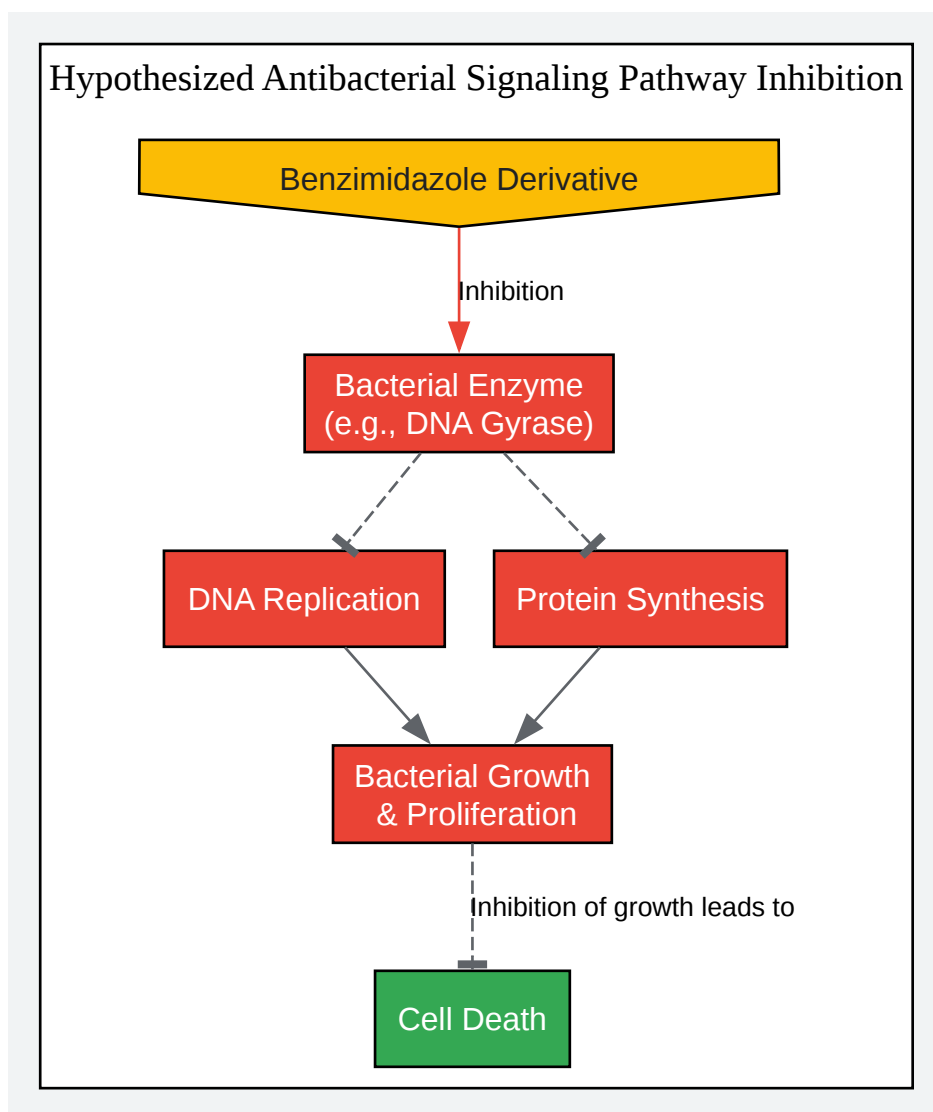 Hypothesized Antibacterial Signaling Pathway Inhibition
Benzimidazole Derivative
Inhibition
Bacterial Enzyme
(e.g., DNA Gyrase)
DNA Replication
Protein Synthesis
Bacterial Growth
& Proliferation
Inhibition of growth leads to
Cell Death